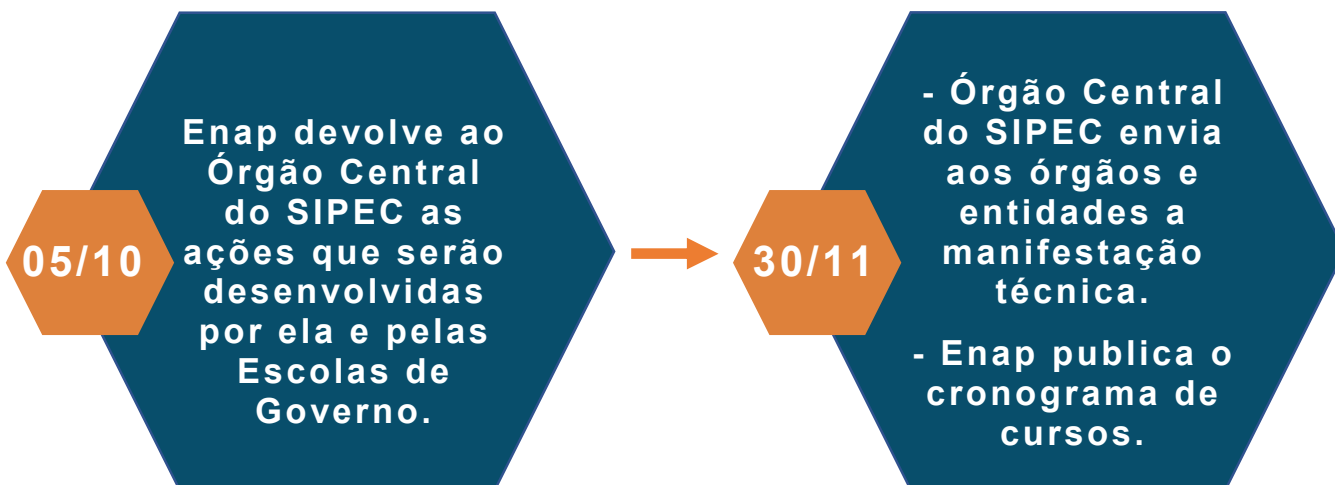 05/10
Enap devolve ao
Órgão Central
do SIPEC as
ações que serão
desenvolvidas
por ela e pelas
Escolas de
Governo.
30/11
- Órgão Central
do SIPEC envia
aos órgãos e
entidades a
manifestação
técnica.
- Enap publica o
cronograma de
cursos.